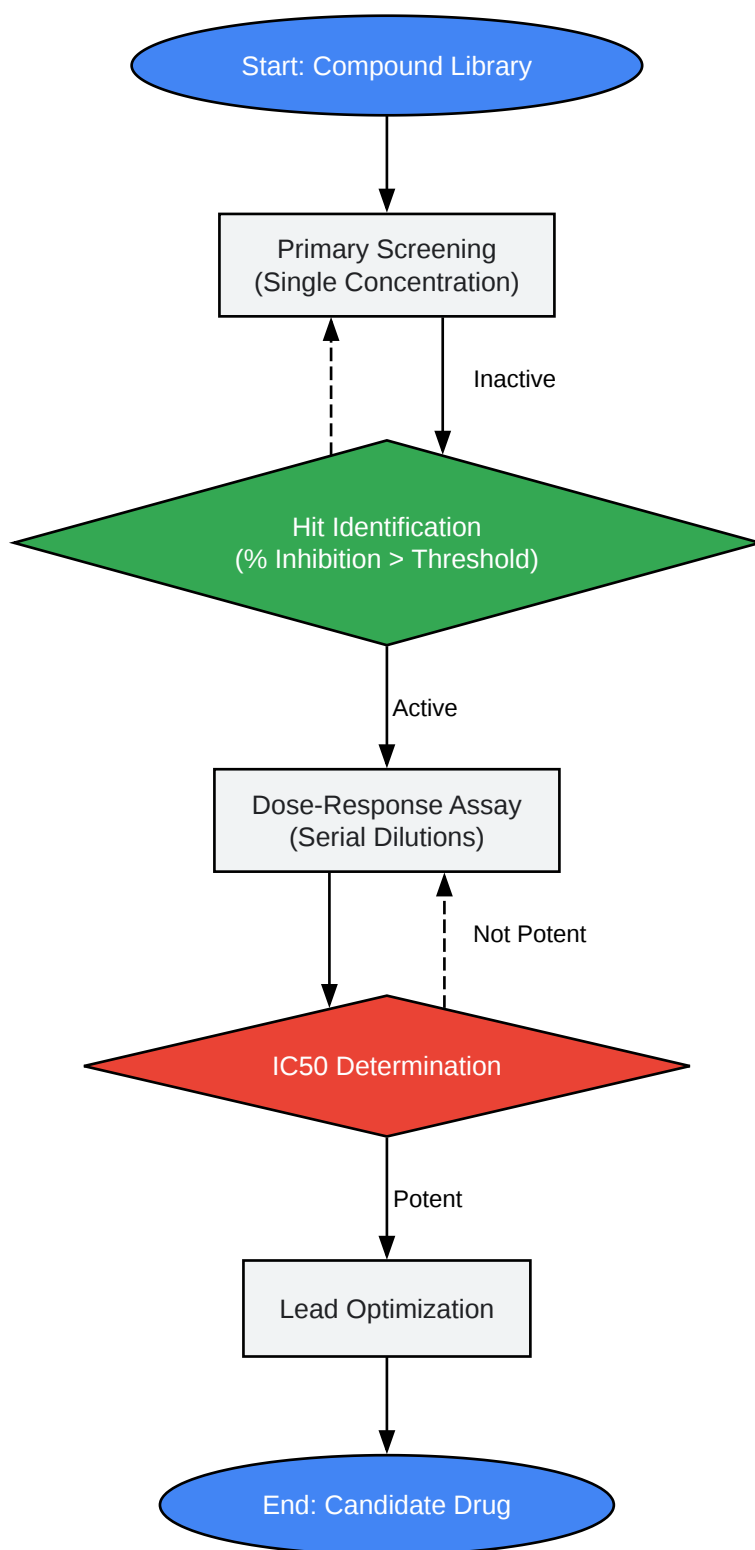 Start: Compound Library
Primary Screening
(Single Concentration)
Inactive
Hit Identification
(% Inhibition > Threshold)
Active
Dose-Response Assay
(Serial Dilutions)
Not Potent
IC50 Determination
Potent
Lead Optimization
End: Candidate Drug